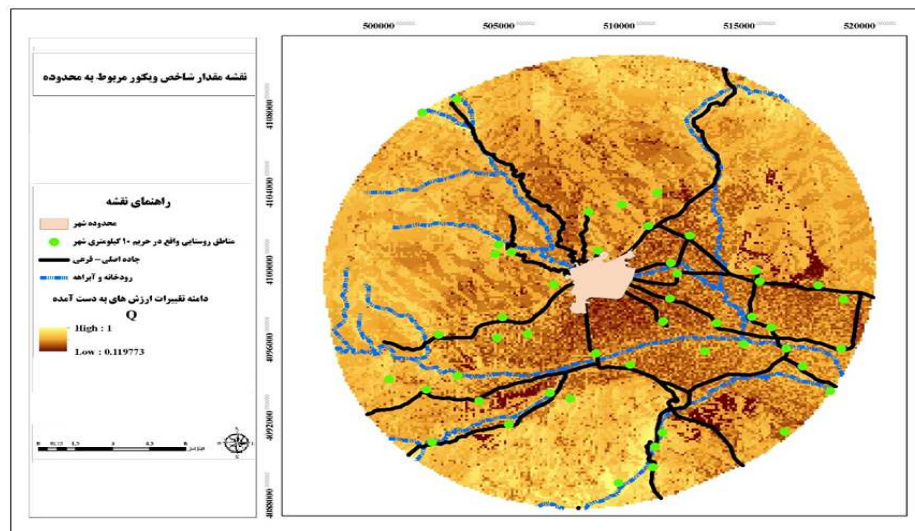 نقشه مقدار شاخص ویکور مربوط به محدوده
راهنمای نقشه
محدوده شهر
مناطق روستایی واقع در حریم ۱۰ کیلومتری شهر
جاده اصلی - فرعی
رودخانه و آبراهه
دامنه تغییرات ارزش های به دست آمده
Q
High : 1
Low : 0.119773
500000 505000 510000 515000 520000
4108000
4104000
4100000
4096000
4092000
4088000